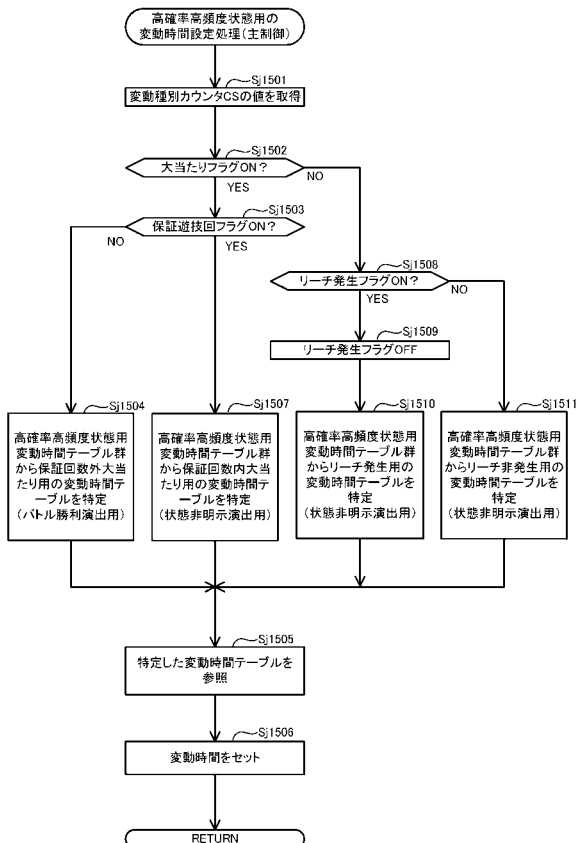 高確率高頻度状態用の
変動時間設定処理(主制御)
Sj1501
変動種別カウンタCSの値を取得
Sj1502
大当たりフラグON?
NO
YES
Sj1503
保証遊技回フラグON?
NO
YES
Sj1508
リーチ発生フラグON?
NO
YES
Sj1509
リーチ発生フラグOFF
Sj1504
高確率高頻度状態用
変動時間テーブル群
から保証回数外大当
たり用の変動時間テ
ーブルを特定
(バトル勝利演出用)
Sj1507
高確率高頻度状態用
変動時間テーブル群
から保証回数内大当
たり用の変動時間テ
ーブルを特定
(状態非明示演出用)
Sj1510
高確率高頻度状態用
変動時間テーブル群
からリーチ発生用の
変動時間テーブルを
特定
(状態非明示演出用)
Sj1511
高確率高頻度状態用
変動時間テーブル群
からリーチ非発生用の
変動時間テーブルを
特定
(状態非明示演出用)
Sj1505
特定した変動時間テーブルを
参照
Sj1506
変動時間をセット
RETURN